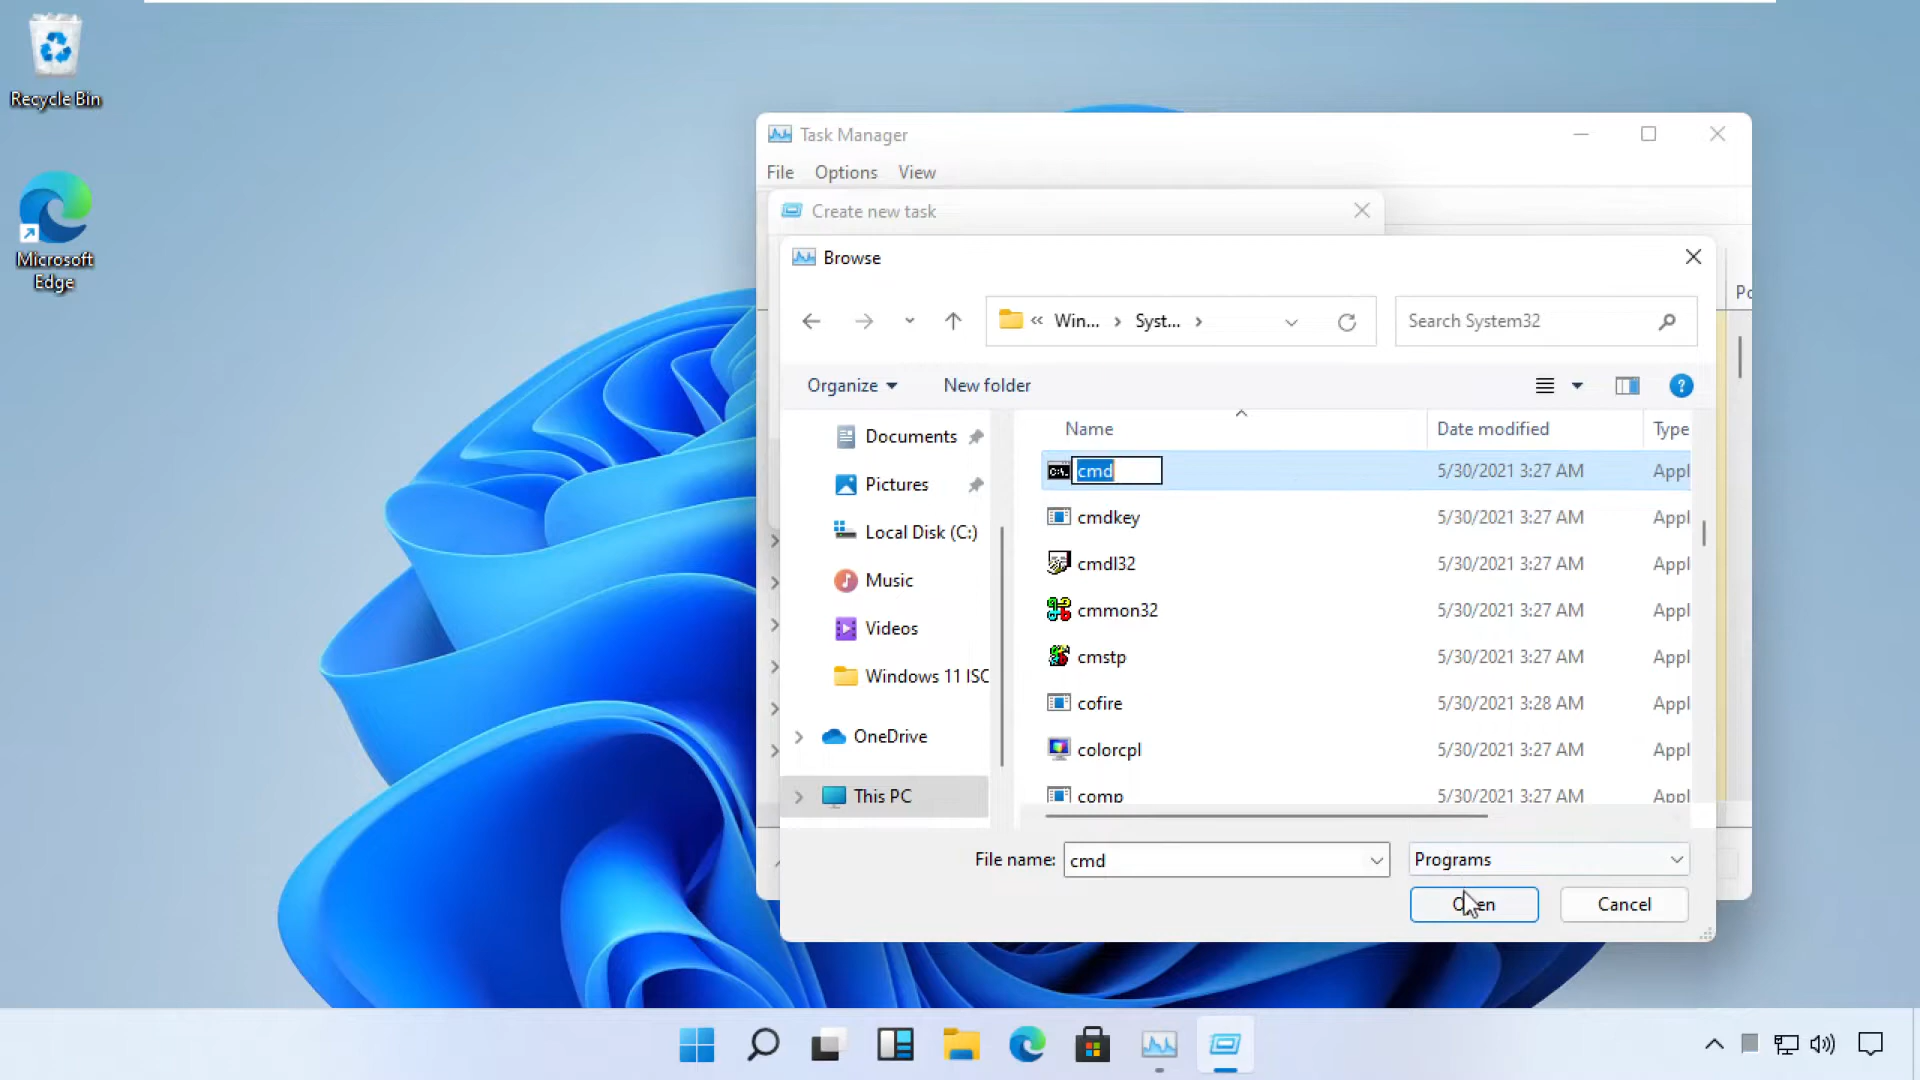 Recycle Bin
Microsoft
Edge
Task Manager
File Options View
Create new task
Browse
« Win... › Syst... ›
Search System32
Organize
New folder
Documents
Pictures
Local Disk (C:)
Music
Videos
Windows 11 ISO
OneDrive
This PC
Name Date modified Type
cmd 5/30/2021 3:27 AM Appl
cmdkey 5/30/2021 3:27 AM Appl
cmdl32 5/30/2021 3:27 AM Appl
cmmon32 5/30/2021 3:27 AM Appl
cmstp 5/30/2021 3:27 AM Appl
cofire 5/30/2021 3:28 AM Appl
colorcpl 5/30/2021 3:27 AM Appl
comp 5/30/2021 3:27 AM Appl
File name: cmd
Programs
Open
Cancel
Po